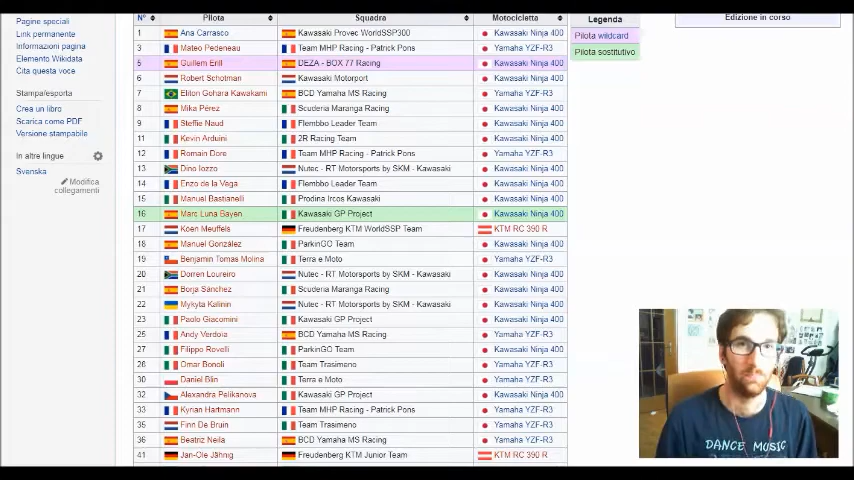 Pagine speciali
Link permanente
Informazioni pagina
Elemento Wikidata
Cita questa voce
Stampa/esporta
Crea un libro
Scarica come PDF
Versione stampabile
In altre lingue
Svenska
Modifica
collegamenti
N° Pilota Squadra Motocicletta
1 Ana Carrasco Kawasaki Provec WorldSSP300 Kawasaki Ninja 400
3 Mateo Pedeneau Team MHP Racing - Patrick Pons Yamaha YZF-R3
5 Guillem Erill DEZA - BOX 77 Racing Kawasaki Ninja 400
6 Robert Schotman Kawasaki Motorport Kawasaki Ninja 400
7 Eliton Gohara Kawakami BCD Yamaha MS Racing Yamaha YZF-R3
8 Mika Pérez Scuderia Maranga Racing Kawasaki Ninja 400
9 Steffie Naud Flembbo Leader Team Kawasaki Ninja 400
11 Kevin Arduini 2R Racing Team Kawasaki Ninja 400
12 Romain Dore Team MHP Racing - Patrick Pons Yamaha YZF-R3
13 Dino Iozzo Nutec - RT Motorsports by SKM - Kawasaki Kawasaki Ninja 400
14 Enzo de la Vega Flembbo Leader Team Kawasaki Ninja 400
15 Manuel Bastianelli Prodina Ircos Kawasaki Kawasaki Ninja 400
16 Marc Luna Bayen Kawasaki GP Project Kawasaki Ninja 400
17 Koen Meuffels Freudenberg KTM WorldSSP Team KTM RC 390 R
18 Manuel González ParkinGO Team Kawasaki Ninja 400
19 Benjamin Tomas Molina Terra e Moto Yamaha YZF-R3
20 Dorren Loureiro Nutec - RT Motorsports by SKM - Kawasaki Kawasaki Ninja 400
21 Borja Sánchez Scuderia Maranga Racing Kawasaki Ninja 400
22 Mykyta Kalinin Nutec - RT Motorsports by SKM - Kawasaki Kawasaki Ninja 400
23 Paolo Giacomini Kawasaki GP Project Kawasaki Ninja 400
25 Andy Verdoïa BCD Yamaha MS Racing Yamaha YZF-R3
27 Filippo Rovelli ParkinGO Team Kawasaki Ninja 400
28 Omar Bonoli Team Trasimeno Yamaha YZF-R3
30 Daniel Blin Terra e Moto Yamaha YZF-R3
32 Alexandra Pelikanova Kawasaki GP Project Kawasaki Ninja 400
33 Kyrian Hartmann Team MHP Racing - Patrick Pons Yamaha YZF-R3
35 Finn De Bruin Team Trasimeno Yamaha YZF-R3
36 Beatriz Neila BCD Yamaha MS Racing Yamaha YZF-R3
41 Jan-Ole Jähnig Freudenberg KTM Junior Team KTM RC 390 R
Legenda
Pilota wildcard
Pilota sostitutivo
Edizione in corso
DANCE MUSIC